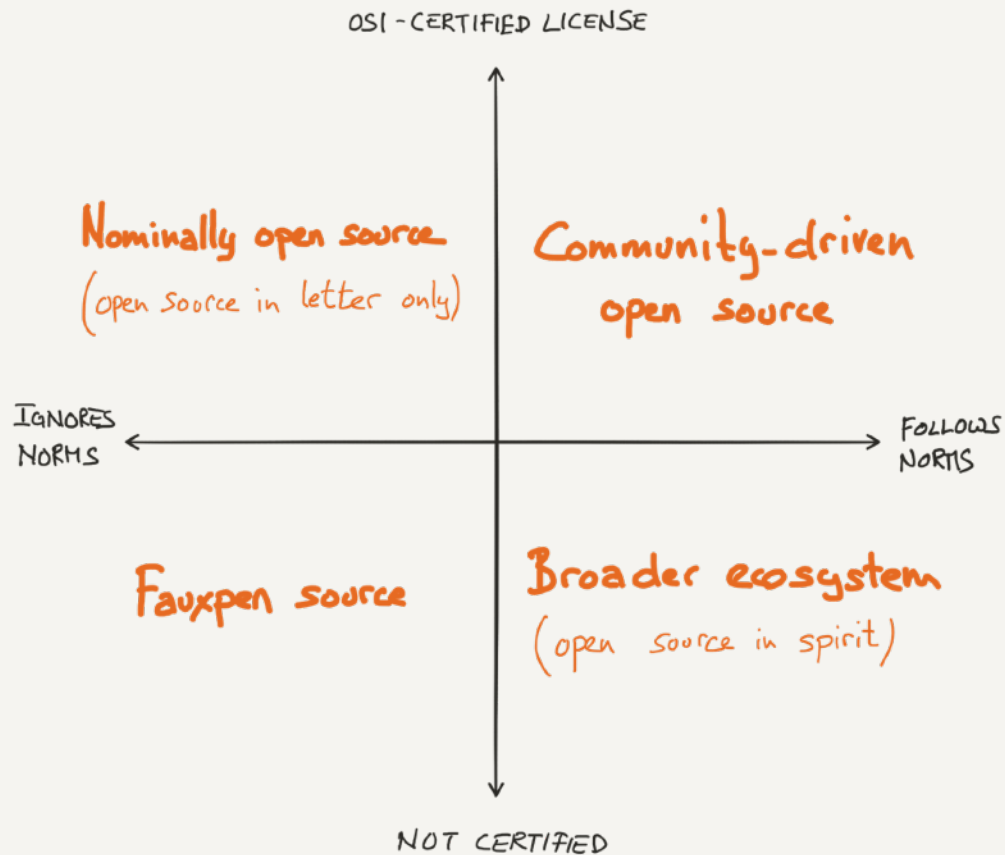 OSI-CERTIFIED LICENSE
Nominally open source
(open source in letter only)
Community-driven
open source
IGNORES
NORMS
FOLLOWS
NORMS
Fauxpen source
Broader ecosystem
(open source in spirit)
NOT CERTIFIED